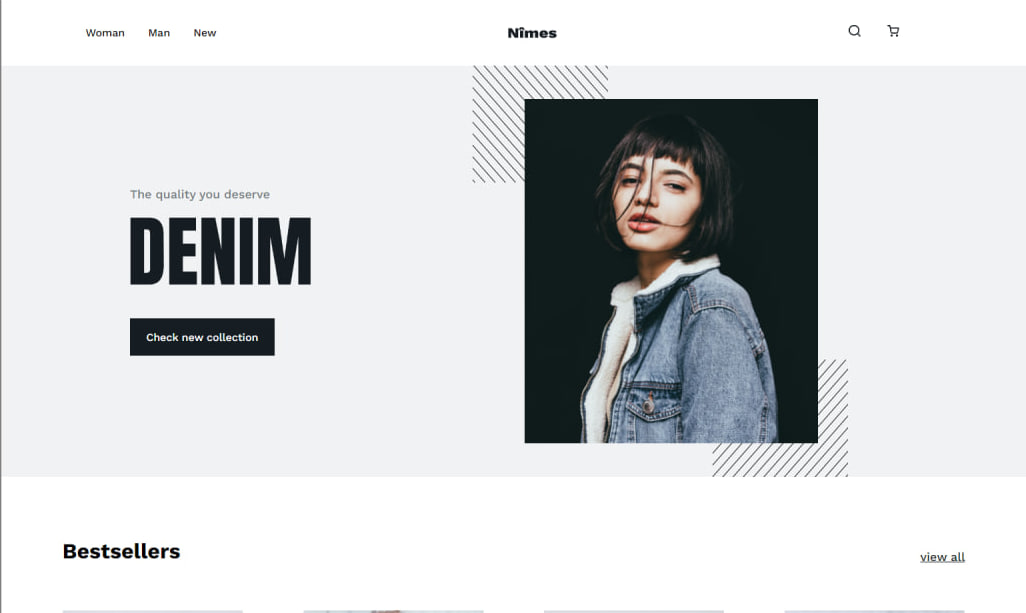 Woman Man New Nîmes
The quality you deserve
DENIM
Check new collection
Bestsellers
view all